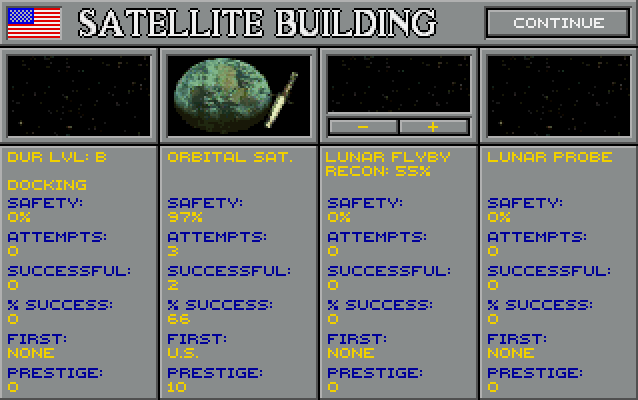 SATELLITE BUILDING
CONTINUE
- +
DUR LVL: B
DOCKING
SAFETY:
0%
ATTEMPTS:
0
SUCCESSFUL:
0
% SUCCESS:
0
FIRST:
NONE
PRESTIGE:
0
ORBITAL SAT.
SAFETY:
97%
ATTEMPTS:
3
SUCCESSFUL:
2
% SUCCESS:
66
FIRST:
U.S.
PRESTIGE:
10
LUNAR FLYBY
RECON: 55%
SAFETY:
0%
ATTEMPTS:
0
SUCCESSFUL:
0
% SUCCESS:
0
FIRST:
NONE
PRESTIGE:
0
LUNAR PROBE
SAFETY:
0%
ATTEMPTS:
0
SUCCESSFUL:
0
% SUCCESS:
0
FIRST:
NONE
PRESTIGE:
0